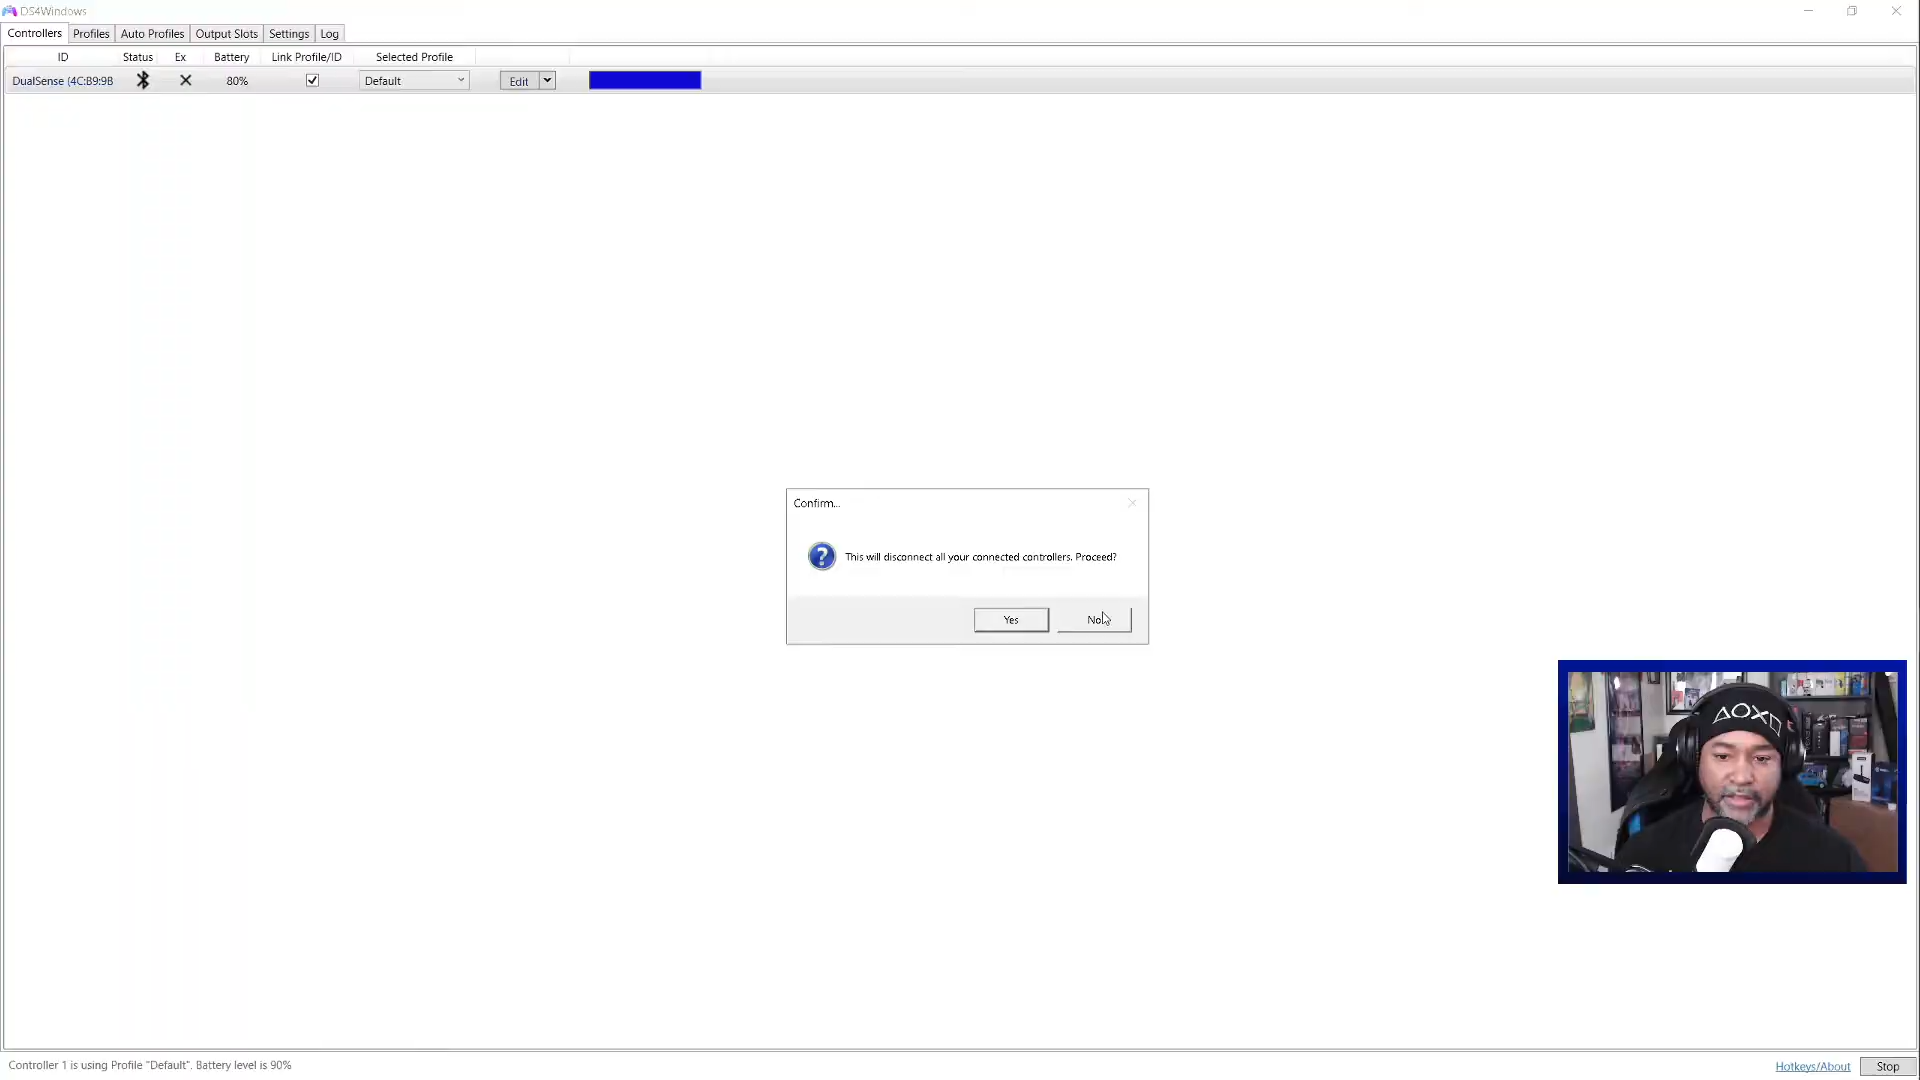 DS4Windows
Controllers Profiles Auto Profiles Output Slots Settings Log
ID Status Ex Battery Link Profile/ID Selected Profile
DualSense (4C:B9:9B 80% Default Edit
Confirm...
This will disconnect all your connected controllers. Proceed?
Yes No
Controller 1 is using Profile "Default". Battery level is 90%
Hotkeys/About Stop